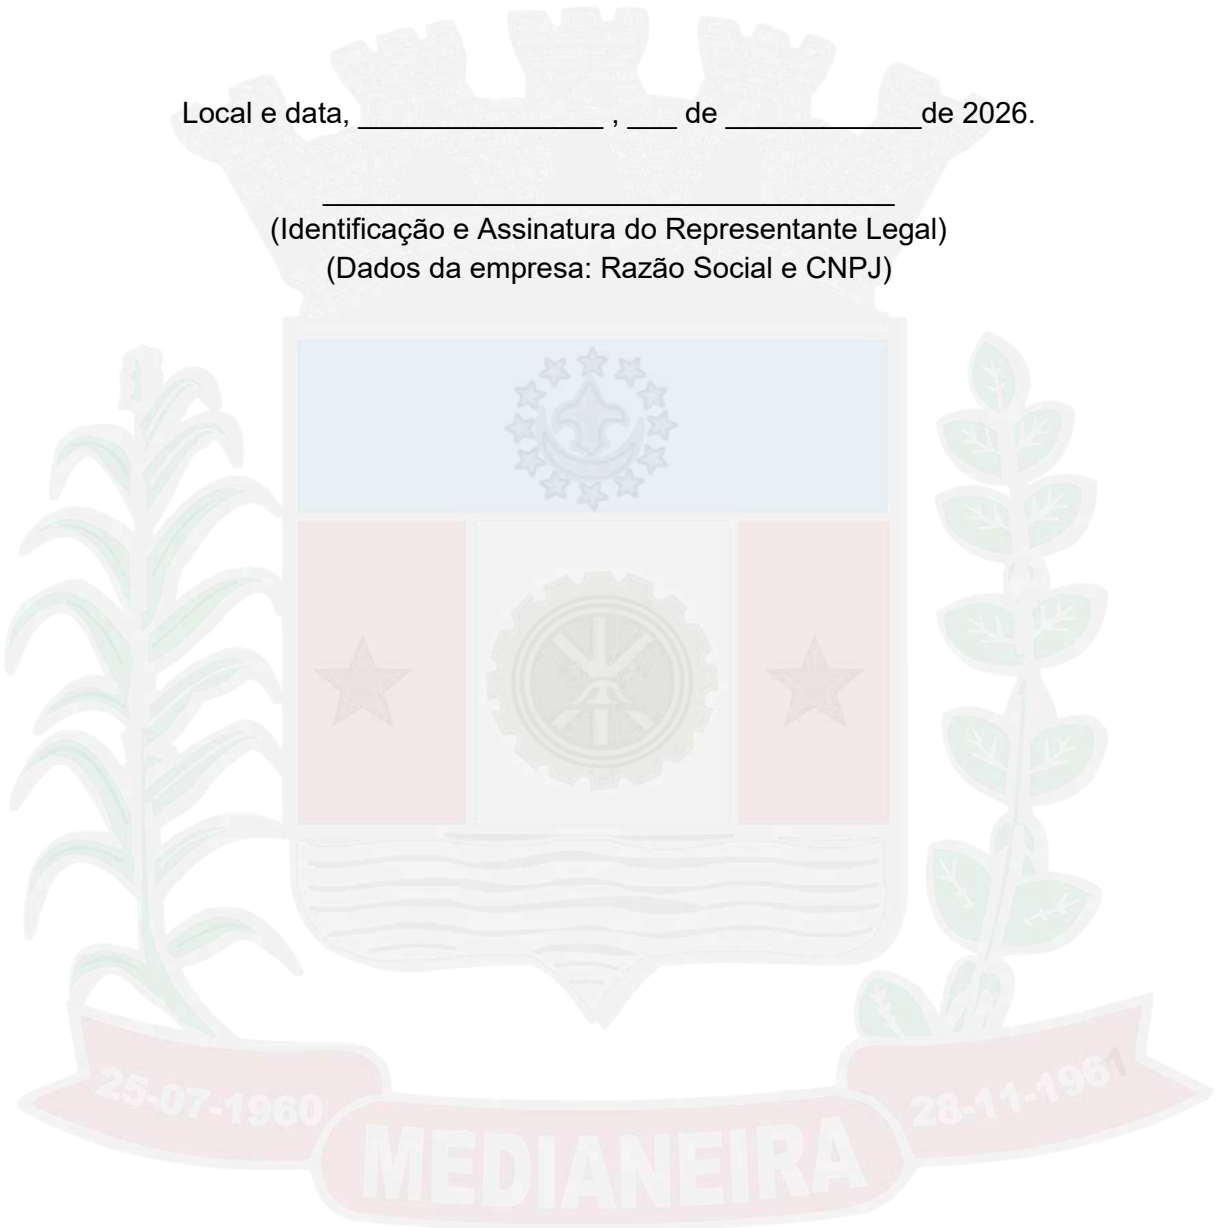 Local e data, _______________ , ___ de ____________de 2026.
___________________________________
(Identificação e Assinatura do Representante Legal)
(Dados da empresa: Razão Social e CNPJ)
25-07-1960
28-11-1961
MEDIANEIRA